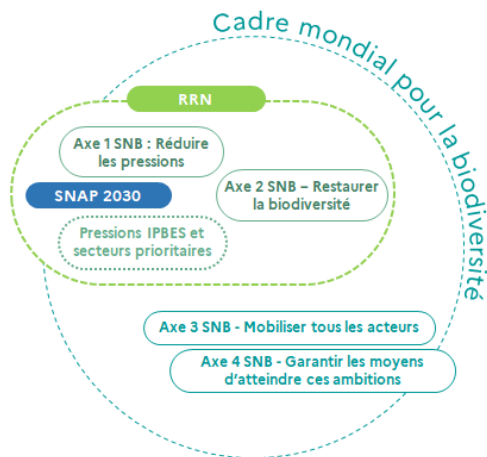 Cadre mondial pour la biodiversité
RRN
Axe 1 SNB : Réduire
les pressions
SNAP 2030
Axe 2 SNB – Restaurer
la biodiversité
Pressions IPBES et
secteurs prioritaires
Axe 3 SNB - Mobiliser tous les acteurs
Axe 4 SNB - Garantir les moyens
d’atteindre ces ambitions